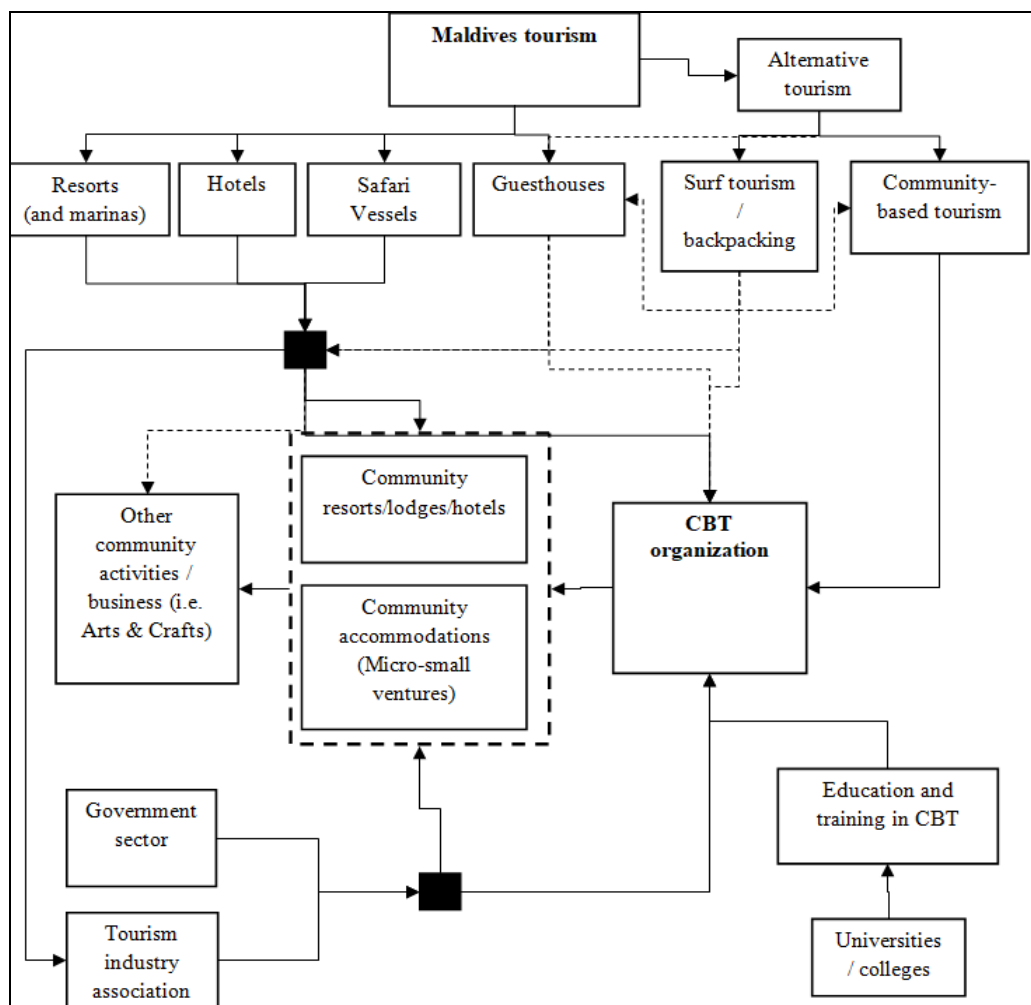 Maldives tourism
Alternative
tourism
Resorts
(and marinas)
Hotels
Safari
Vessels
Guesthouses
Surf tourism
/
backpacking
Community-
based tourism
Community
resorts/lodges/hotels
Other
community
activities /
business (i.e.
Arts & Crafts)
CBT
organization
Community
accommodations
(Micro-small
ventures)
Government
sector
Education and
training in CBT
Tourism
industry
association
Universities
/ colleges